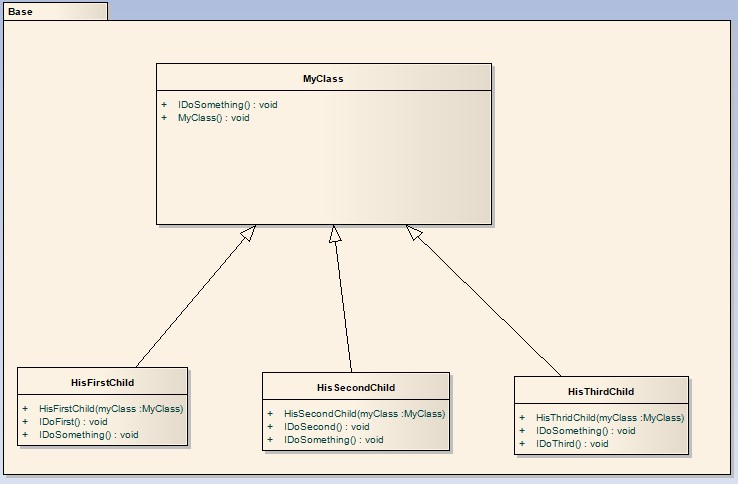 Base
MyClass
+ IDoSomething() : void
+ MyClass() : void
HisFirstChild
+ HisFirstChild(myClass :MyClass)
+ IDoFirst() : void
+ IDoSomething() : void
HisSecondChild
+ HisSecondChild(myClass :MyClass)
+ IDoSecond() : void
+ IDoSomething() : void
HisThirdChild
+ HisThridChild(myClass :MyClass)
+ IDoSomething() : void
+ IDoThird() : void